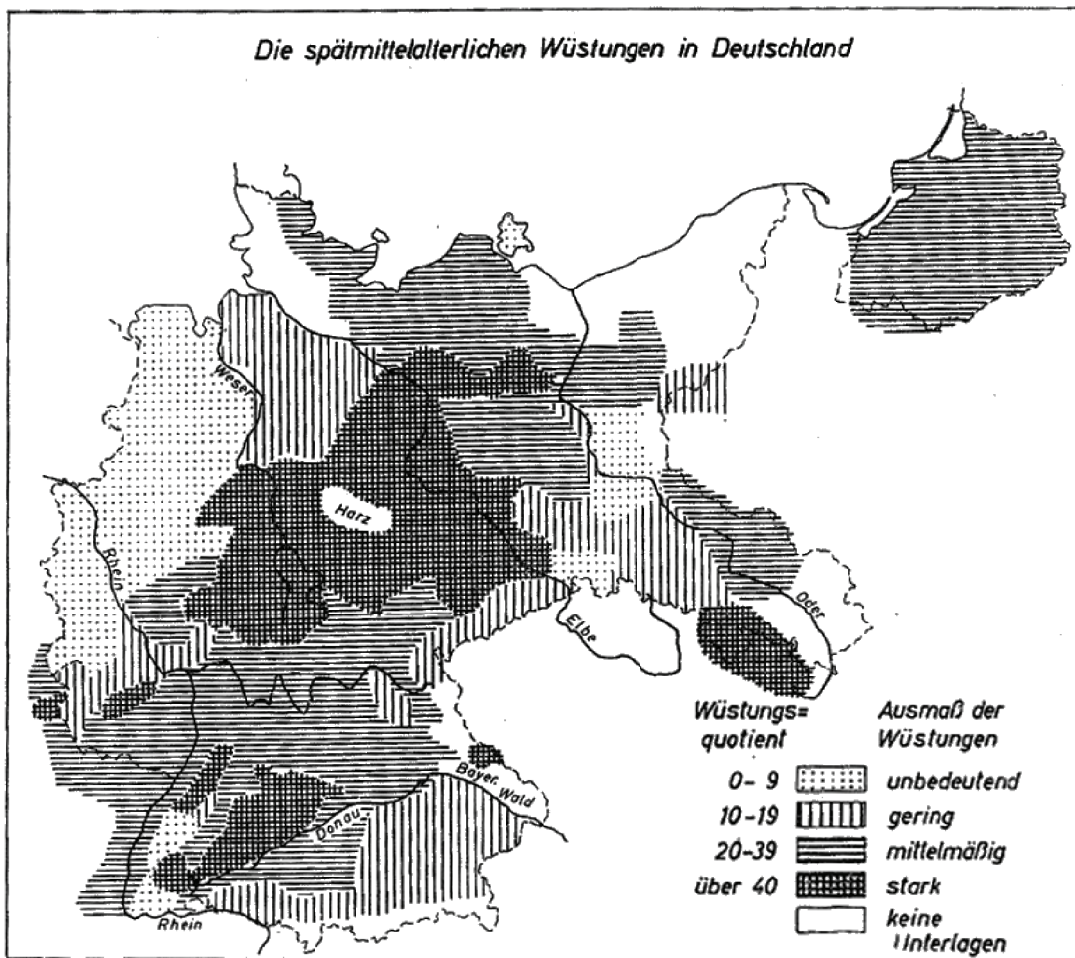 Die spätmittelalterlichen Wüstungen in Deutschland
Weser
Harz
Rhein
Oder
Elbe
Bayer. Wald
Donau
Rhein
Wüstungs=
quotient
Ausmaß der
Wüstungen
0-9 unbedeutend
10-19 gering
20-39 mittelmäßig
über 40 stark
keine
Unterlagen